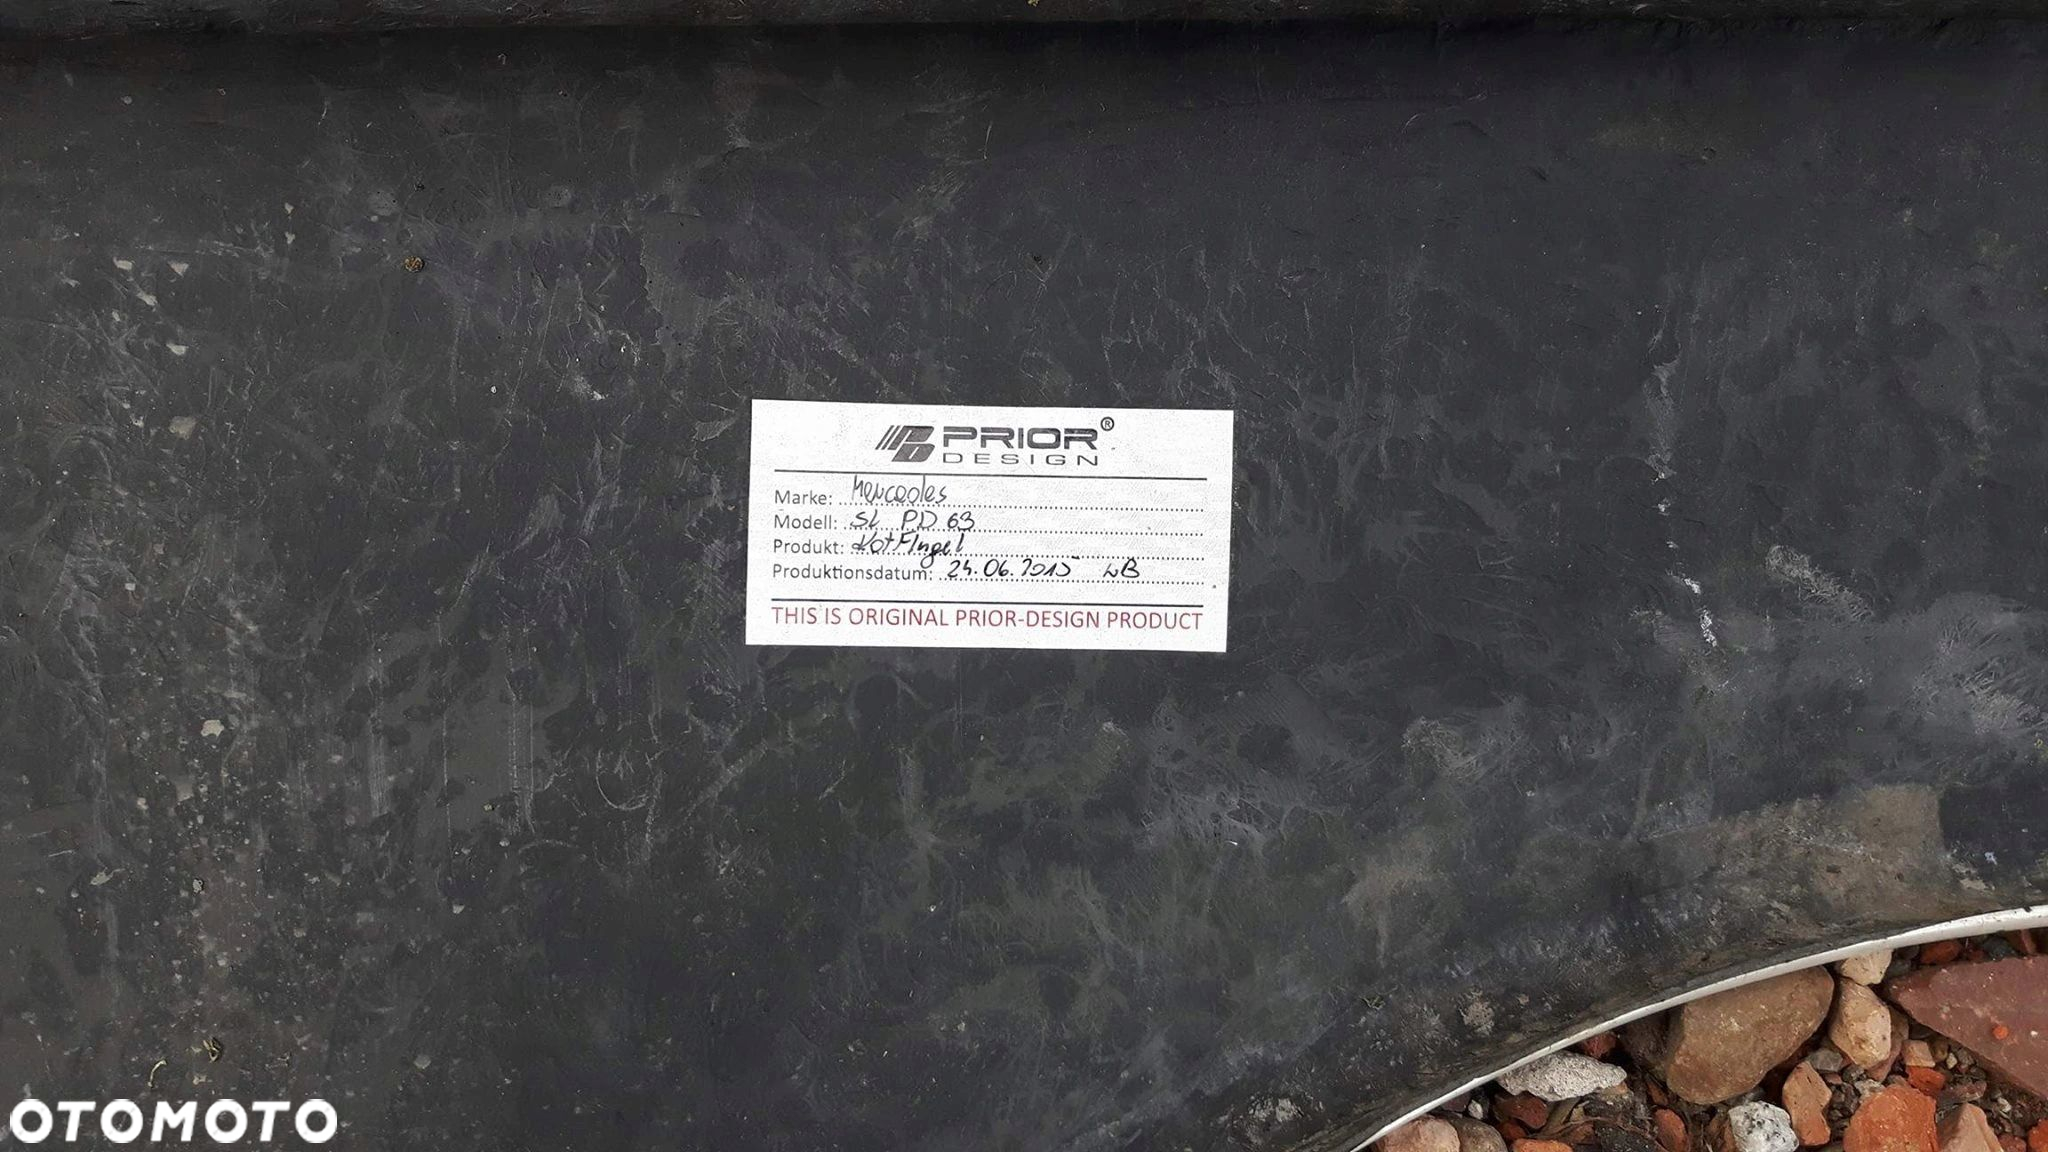 PRIOR®
DESIGN
Marke: Mercedes
Modell: SL PD 63
Produkt: Kotflügel
Produktionsdatum: 24.06.2015 WB
THIS IS ORIGINAL PRIOR-DESIGN PRODUCT
OTOMOTO